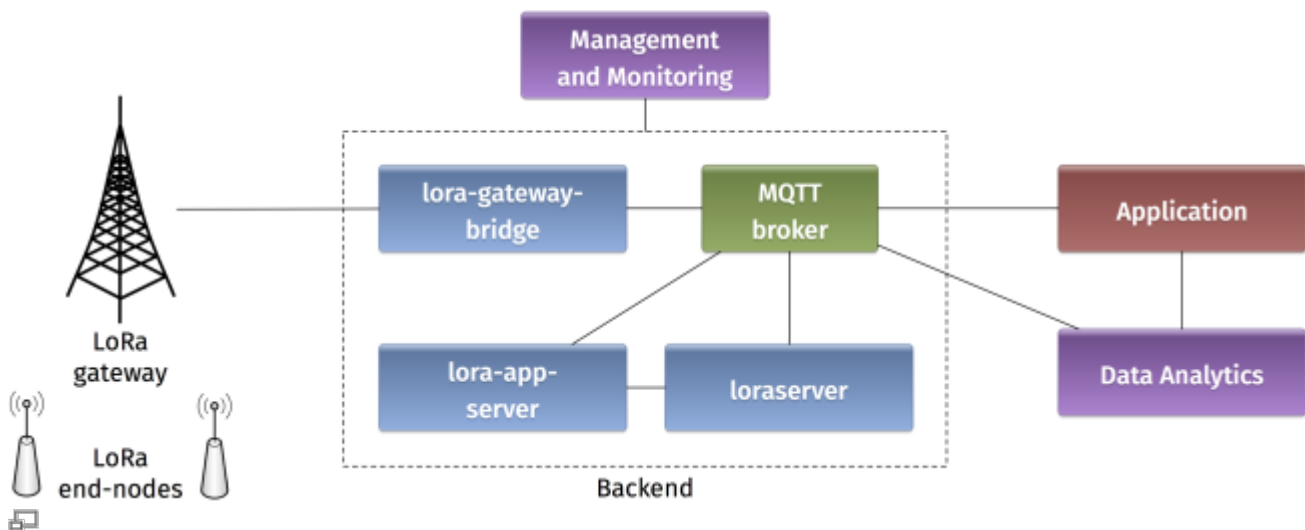 Management
and Monitoring
lora-gateway-
bridge
MQTT
broker
Application
LoRa
gateway
lora-app-
server
loraserver
Data Analytics
LoRa
end-nodes
Backend